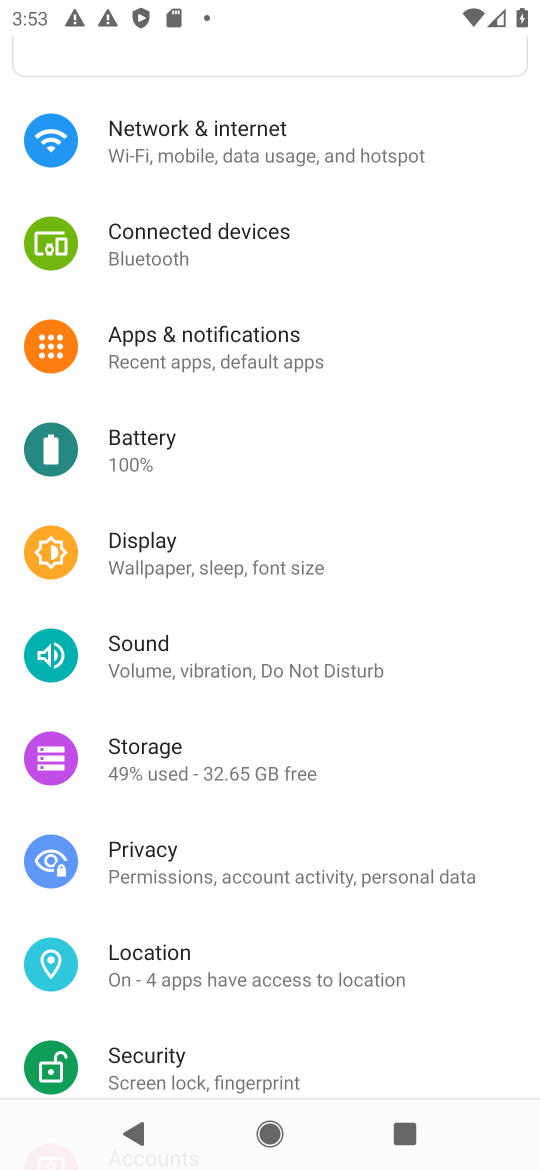 3:53
Network & internet
Wi-Fi, mobile, data usage, and hotspot
Connected devices
Bluetooth
Apps & notifications
Recent apps, default apps
Battery
100%
Display
Wallpaper, sleep, font size
Sound
Volume, vibration, Do Not Disturb
Storage
49% used - 32.65 GB free
Privacy
Permissions, account activity, personal data
Location
On - 4 apps have access to location
Security
Screen lock, fingerprint
Accounts